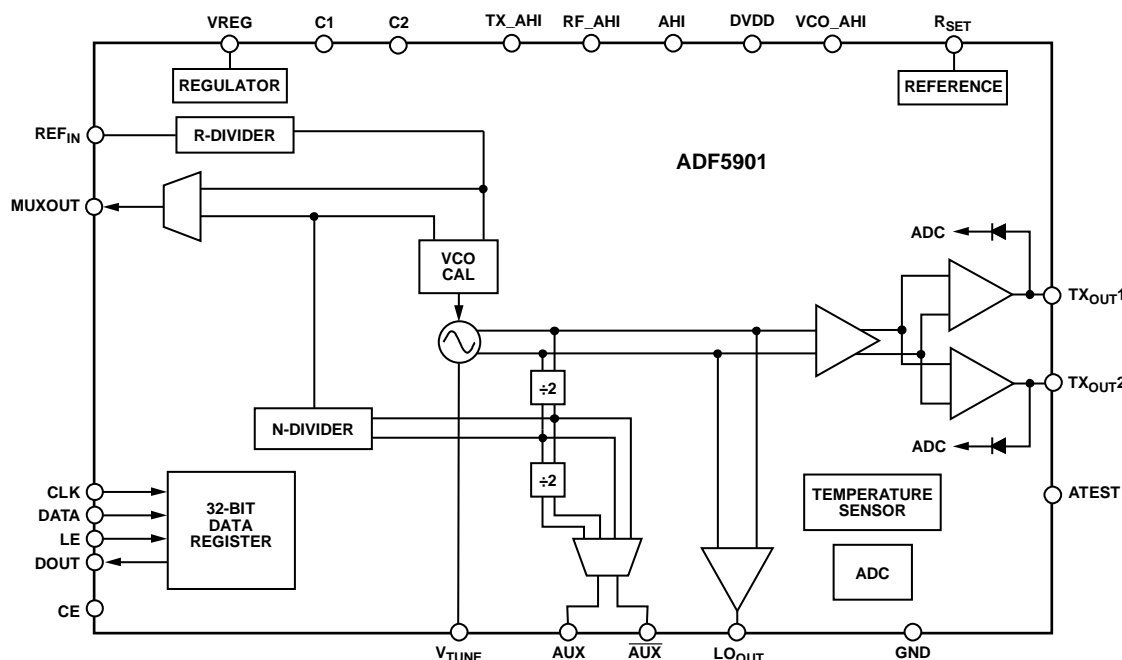 VREG C1 C2 TX_AHI RF_AHI AHI DVDD VCO_AHI RSET
REGULATOR
REFERENCE
REFIN
R-DIVIDER
ADF5901
MUXOUT
ADC
VCO
CAL
TXOUT1
÷2
TXOUT2
N-DIVIDER
ADC
÷2
CLK
DATA
LE
DOUT
32-BIT
DATA
REGISTER
TEMPERATURE
SENSOR
ATEST
ADC
CE
VTUNE AUX AUX LOOUT GND